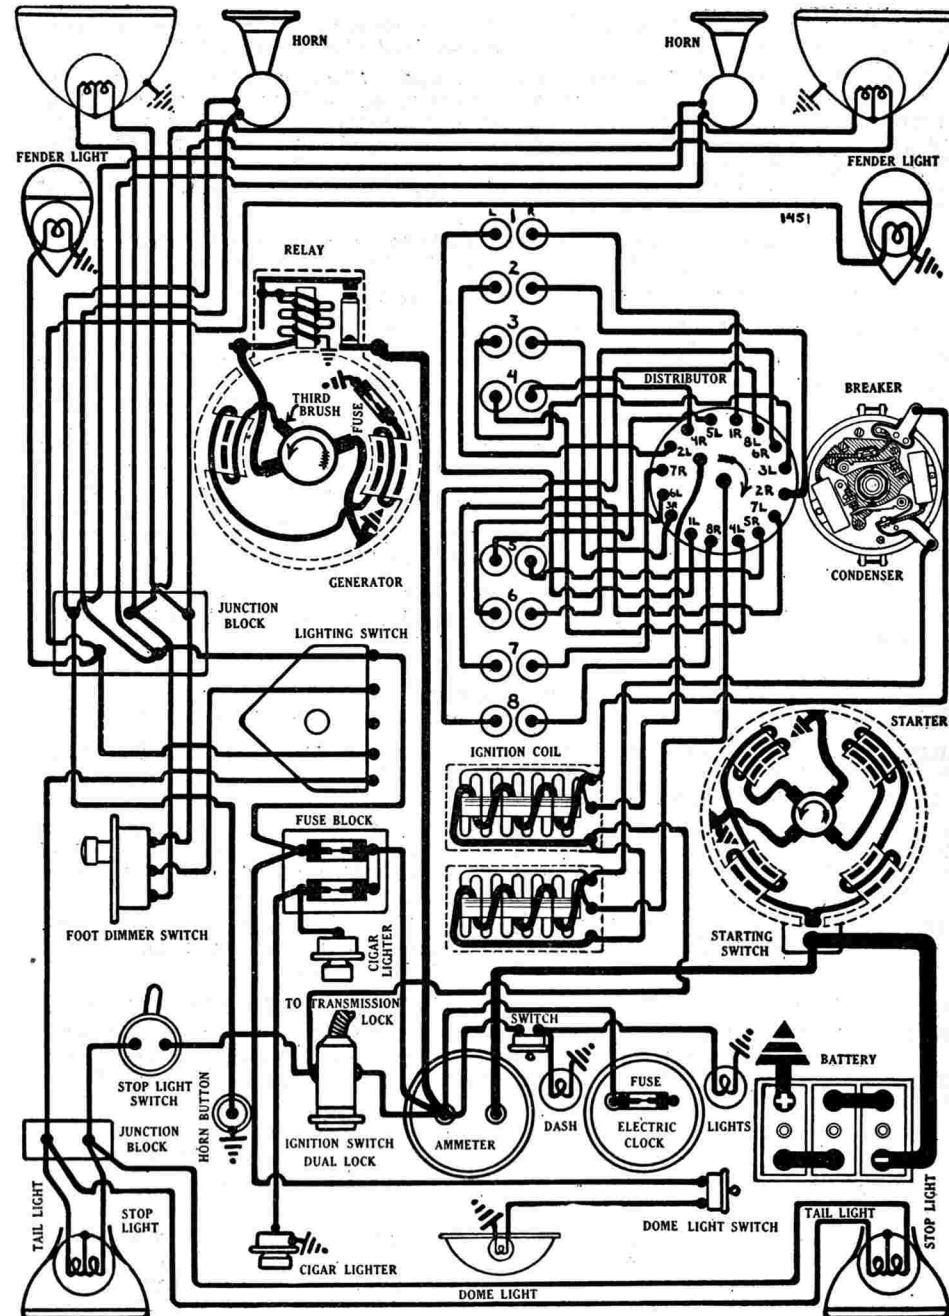 HORN
HORN
FENDER LIGHT
FENDER LIGHT
1451
L 1 R
2
3
4
RELAY
THIRD
BRUSH
FUSE
GENERATOR
DISTRIBUTOR
5L
1R
4R
8L
6R
2L
3L
7R
2R
6L
7L
3R
5R
1L
8R
4L
BREAKER
CONDENSER
5
6
7
8
JUNCTION
BLOCK
LIGHTING SWITCH
IGNITION COIL
STARTER
FUSE BLOCK
FOOT DIMMER SWITCH
CIGAR
LIGHTER
STARTING
SWITCH
TO TRANSMISSION
LOCK
SWITCH
BATTERY
STOP LIGHT
SWITCH
HORN BUTTON
IGNITION SWITCH
DUAL LOCK
AMMETER
DASH
FUSE
ELECTRIC
CLOCK
LIGHTS
JUNCTION
BLOCK
TAIL LIGHT
STOP
LIGHT
DOME LIGHT SWITCH
TAIL LIGHT
STOP LIGHT
CIGAR LIGHTER
DOME LIGHT